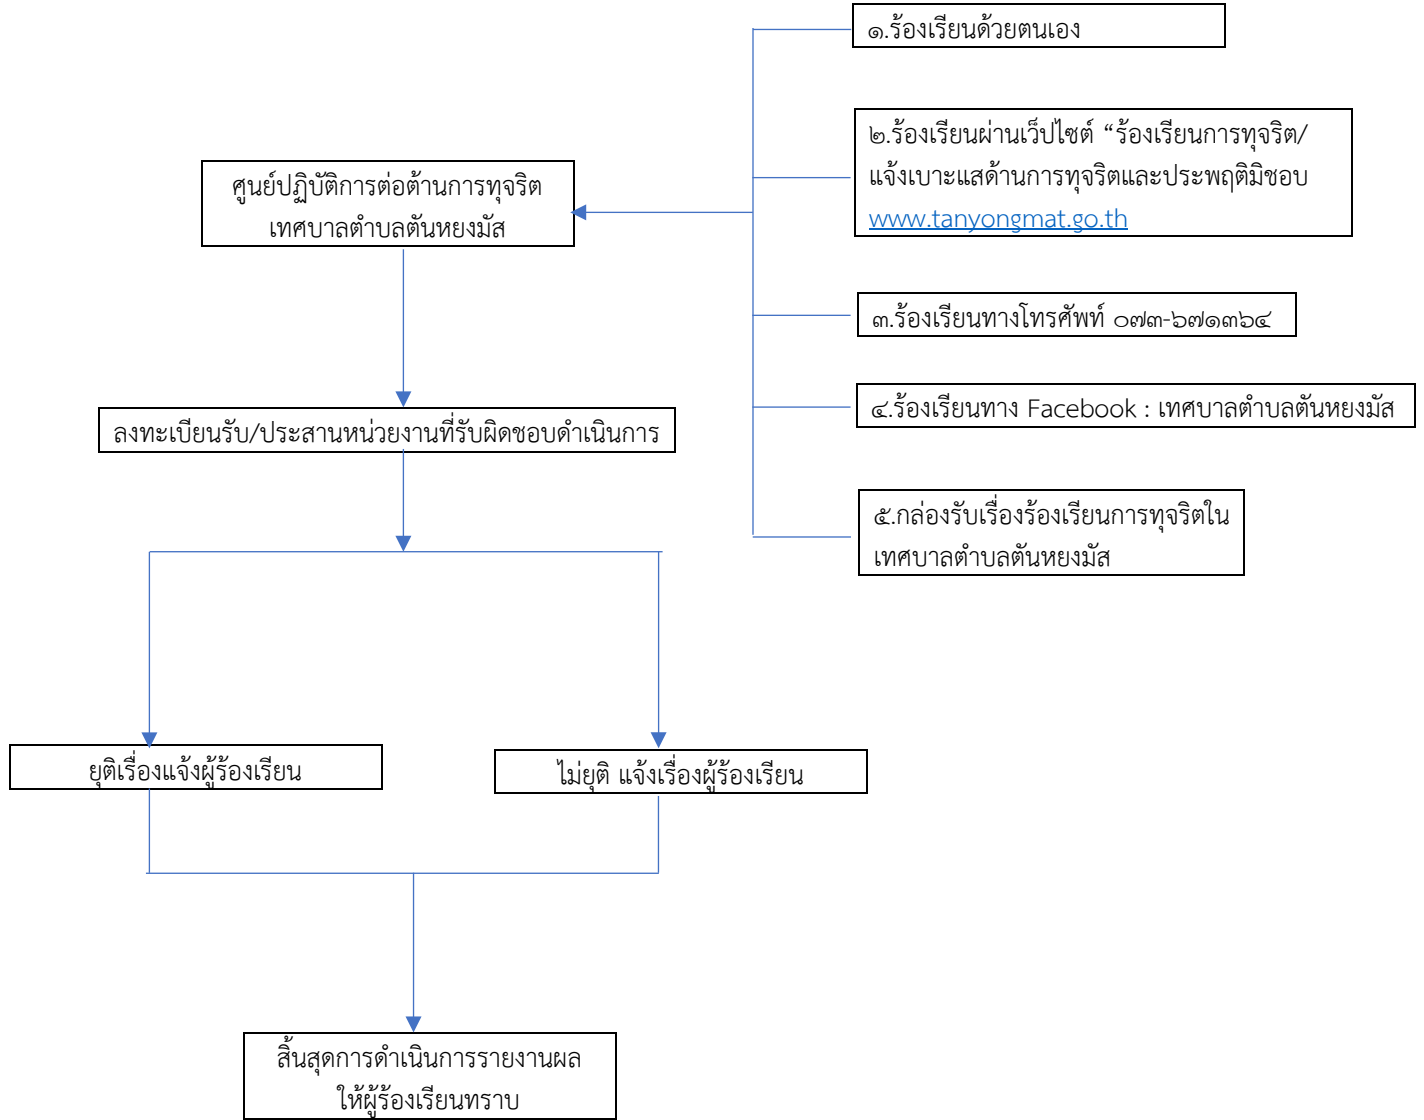 ๑.ร้องเรียนด้วยตนเอง
๒.ร้องเรียนผ่านเว็ปไซต์ “ร้องเรียนการทุจริต/
แจ้งเบาะแสด้านการทุจริตและประพฤติมิชอบ
www.tanyongmat.go.th
ศูนย์ปฏิบัติการต่อต้านการทุจริต
เทศบาลตำบลตันหยงมัส
๓.ร้องเรียนทางโทรศัพท์ ๐๗๓-๖๗๑๓๖๔
๔.ร้องเรียนทาง Facebook : เทศบาลตำบลตันหยงมัส
ลงทะเบียนรับ/ประสานหน่วยงานที่รับผิดชอบดำเนินการ
๕.กล่องรับเรื่องร้องเรียนการทุจริตใน
เทศบาลตำบลตันหยงมัส
ยุติเรื่องแจ้งผู้ร้องเรียน
ไม่ยุติ แจ้งเรื่องผู้ร้องเรียน
สิ้นสุดการดำเนินการรายงานผล
ให้ผู้ร้องเรียนทราบ